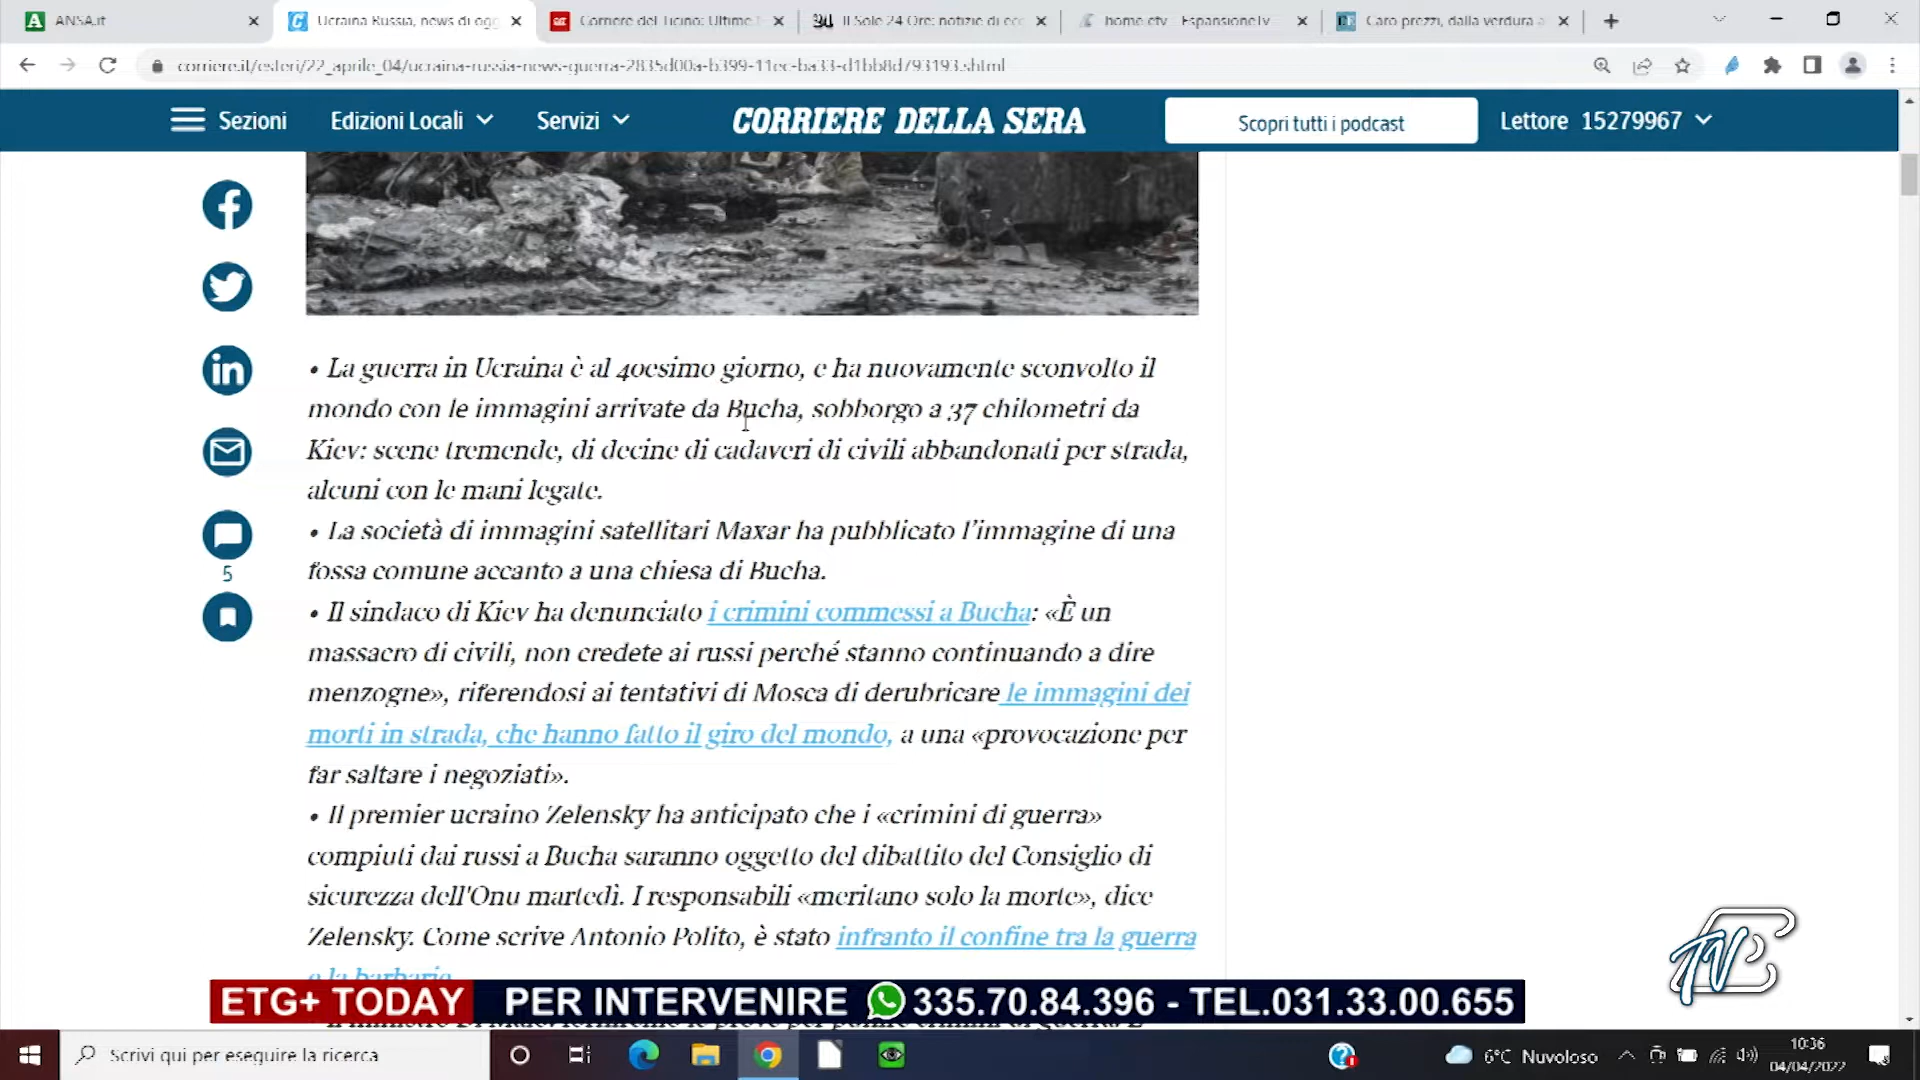 ANSA.it
Ucraina Russia, news di ogg
Corriere del Ticino: Ultime
Il Sole 24 Ore: notizie di eco
home etv - EspansioneTv
Caro prezzi, dalla verdura a
corriere.it/esteri/22_aprile_04/ucraina-russia-news-guerra-2835d00a-b399-11ec-ba33-d1bb8d793193.shtml
Sezioni
Edizioni Locali
Servizi
CORRIERE DELLA SERA
Scopri tutti i podcast
Lettore 15279967
• La guerra in Ucraina è al 40esimo giorno, e ha nuovamente sconvolto il
mondo con le immagini arrivate da Bucha, sobborgo a 37 chilometri da
Kiev: scene tremende, di decine di cadaveri di civili abbandonati per strada,
alcuni con le mani legate.
• La società di immagini satellitari Maxar ha pubblicato l'immagine di una
fossa comune accanto a una chiesa di Bucha.
5
• Il sindaco di Kiev ha denunciato i crimini commessi a Bucha: «È un
massacro di civili, non credete ai russi perché stanno continuando a dire
menzogne», riferendosi ai tentativi di Mosca di derubricare le immagini dei
morti in strada, che hanno fatto il giro del mondo, a una «provocazione per
far saltare i negoziati».
• Il premier ucraino Zelensky ha anticipato che i «crimini di guerra»
compiuti dai russi a Bucha saranno oggetto del dibattito del Consiglio di
sicurezza dell'Onu martedì. I responsabili «meritano solo la morte», dice
Zelensky. Come scrive Antonio Polito, è stato infranto il confine tra la guerra
e la barbarie
ETG+ TODAY
PER INTERVENIRE 335.70.84.396 - TEL.031.33.00.655
Scrivi qui per eseguire la ricerca
6°C Nuvoloso
10:36
04/04/2022